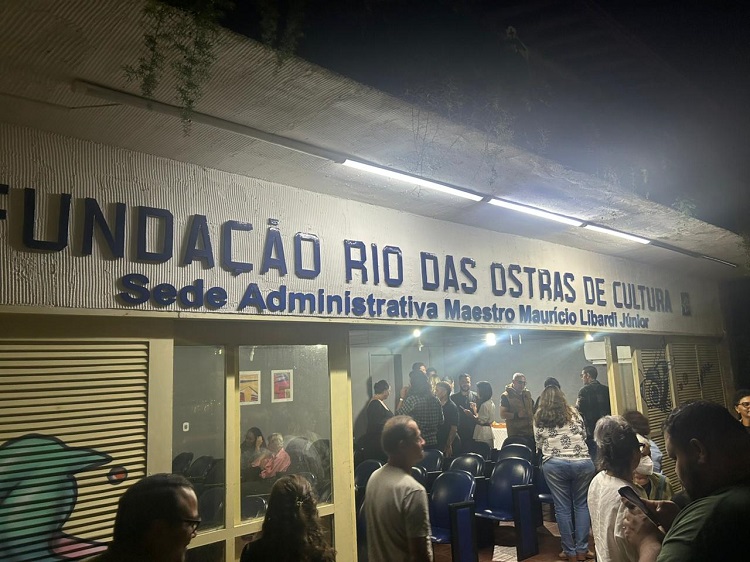 FUNDAÇÃO RIO DAS OSTRAS DE CULTURA
Sede Administrativa Maestro Maurício Libardi Júnior